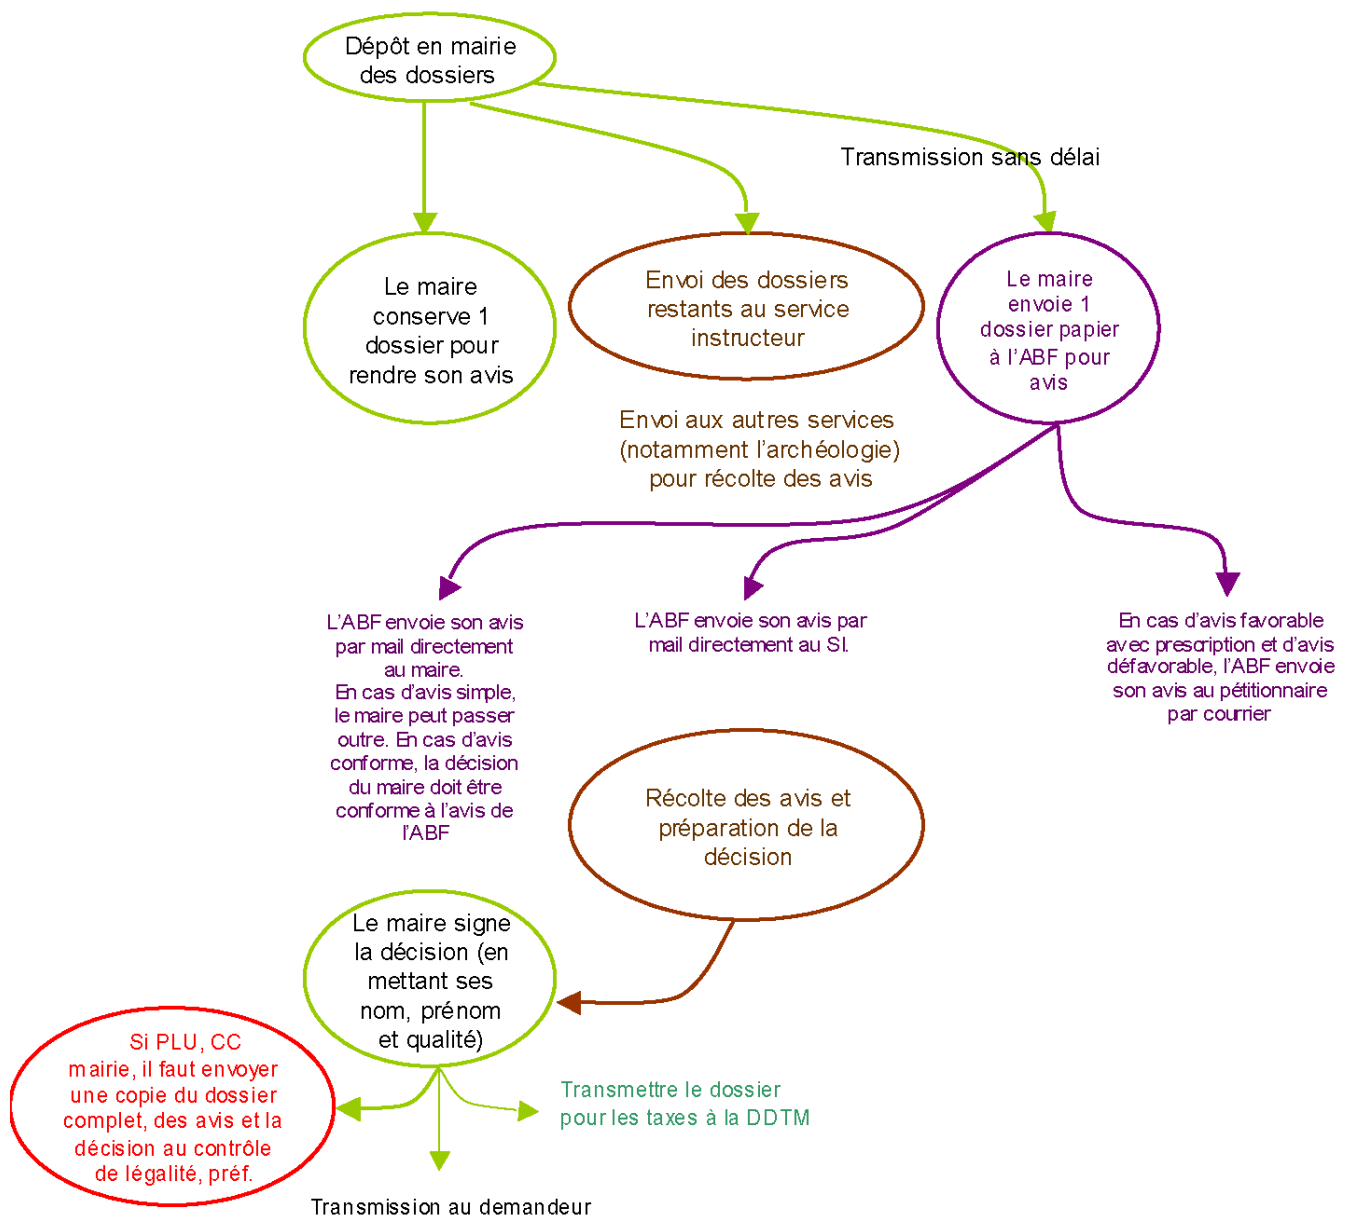 Dépôt en mairie
des dossiers
Transmission sans délai
Le maire
conserve 1
dossier pour
rendre son avis
Envoi des dossiers
restants au service
instructeur
Le maire
envoie 1
dossier papier
à l'ABF pour
avis
Envoi aux autres services
(notamment l'archéologie)
pour récolte des avis
L'ABF envoie son avis
par mail directement
au maire.
En cas d'avis simple,
le maire peut passer
outre. En cas d'avis
conforme, la décision
du maire doit être
conforme à l'avis de
l'ABF
L'ABF envoie son avis par
mail directement au SI.
En cas d'avis favorable
avec prescription et d'avis
défavorable, l'ABF envoie
son avis au pétitionnaire
par courrier
Récolte des avis et
préparation de la
décision
Le maire signe
la décision (en
mettant ses
nom, prénom
et qualité)
Si PLU, CC
mairie, il faut envoyer
une copie du dossier
complet, des avis et la
décision au contrôle
de légalité, préf.
Transmettre le dossier
pour les taxes à la DDTM
Transmission au demandeur